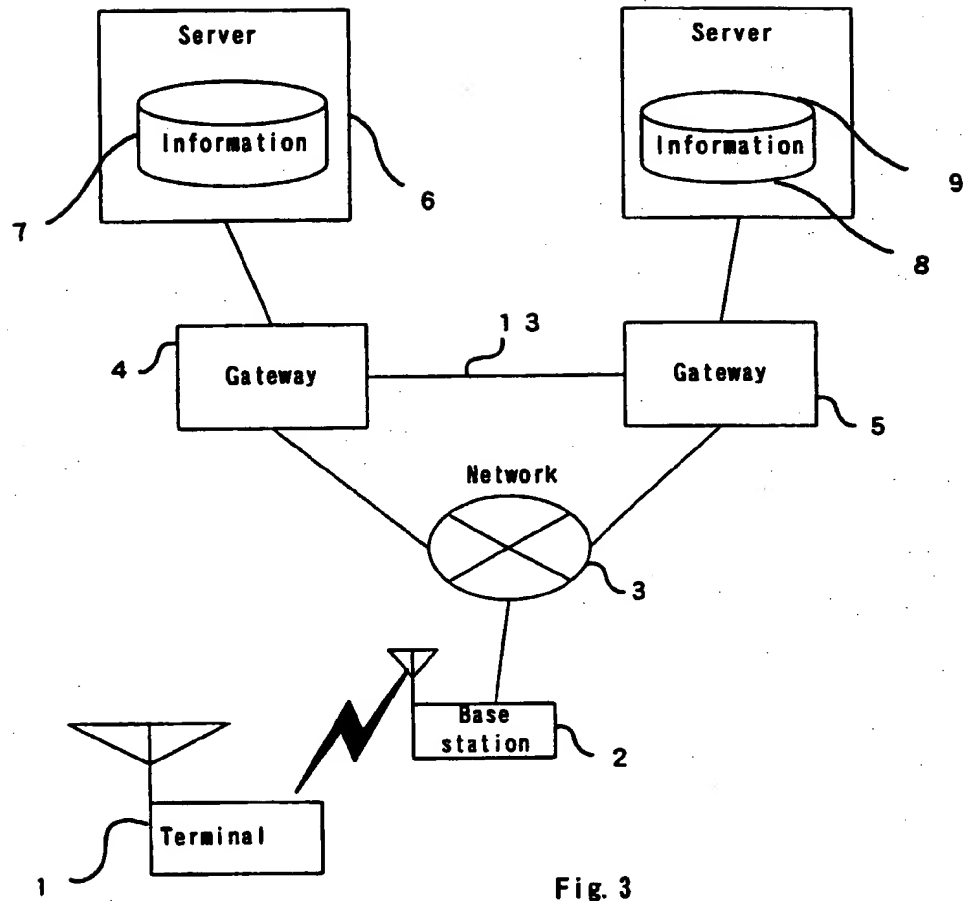 Server
Server
Information
Information
7
6
9
8
4
Gateway
1 3
Gateway
5
Network
3
Base
station
2
Terminal
1
Fig. 3